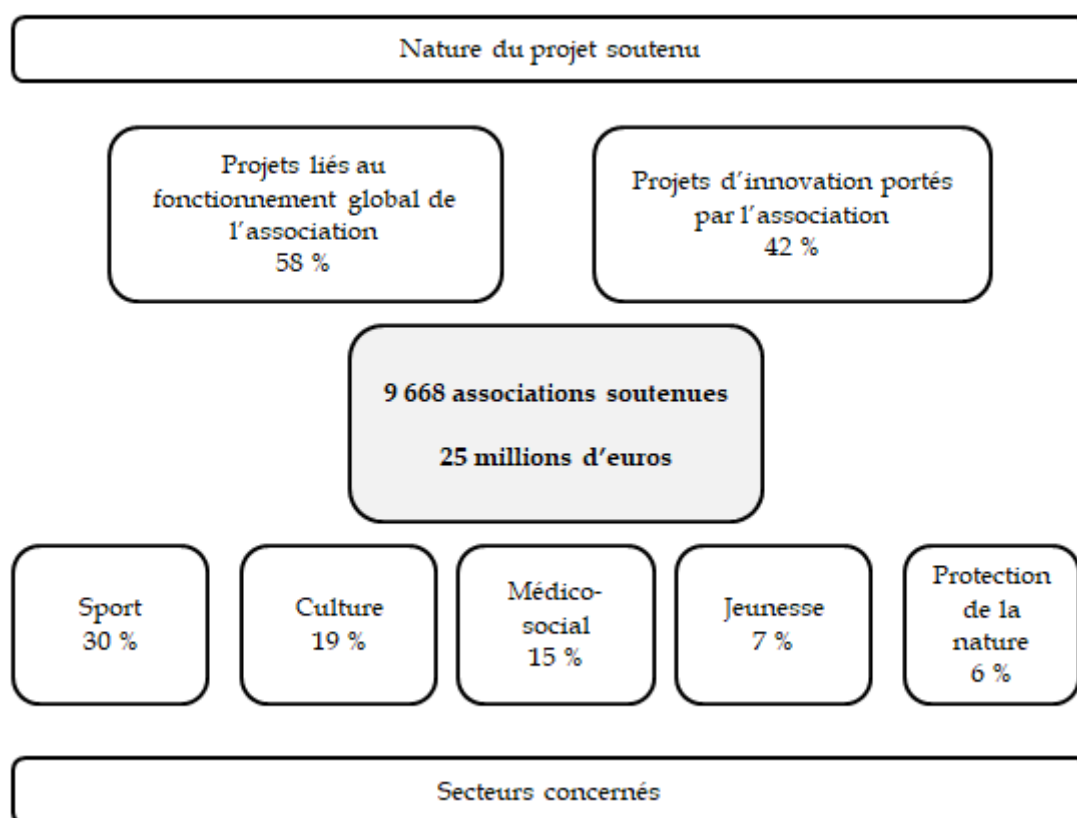 Nature du projet soutenu
Projets liés au
fonctionnement global de
l'association
58 %
Projets d'innovation portés
par l'association
42 %
9 668 associations soutenues
25 millions d'euros
Sport
30 %
Culture
19 %
Médico-
social
15 %
Jeunesse
7 %
Protection
de la
nature
6 %
Secteurs concernés